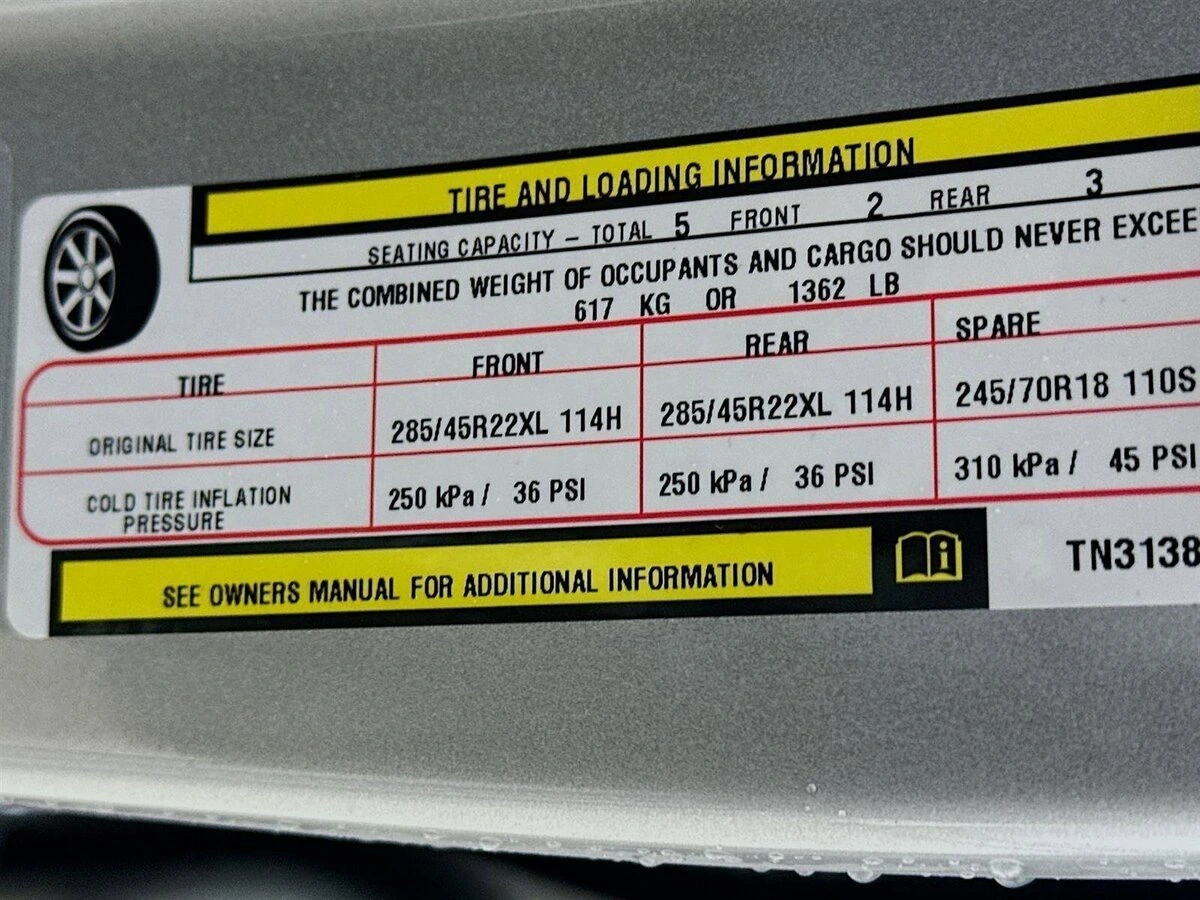 TIRE AND LOADING INFORMATION
SEATING CAPACITY – TOTAL 5 FRONT 2 REAR 3
THE COMBINED WEIGHT OF OCCUPANTS AND CARGO SHOULD NEVER EXCEE
617 KG OR 1362 LB
TIRE FRONT REAR SPARE
ORIGINAL TIRE SIZE 285/45R22XL 114H 285/45R22XL 114H 245/70R18 110S
COLD TIRE INFLATION PRESSURE 250 kPa / 36 PSI 250 kPa / 36 PSI 310 kPa / 45 PSI
SEE OWNERS MANUAL FOR ADDITIONAL INFORMATION
TN3138